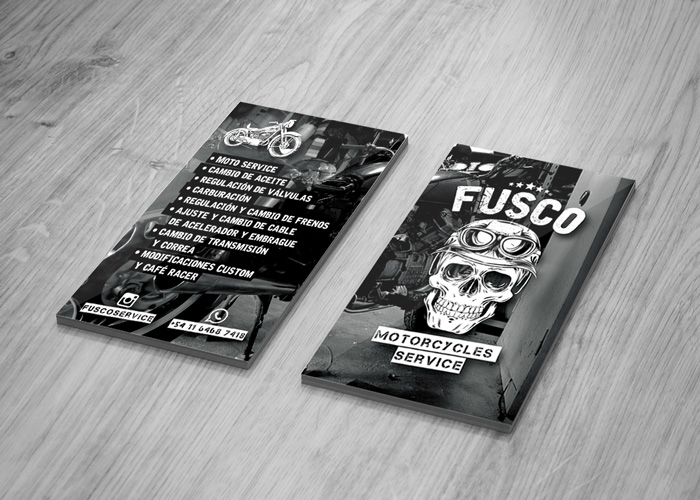 • MOTO SERVICE
• CAMBIO DE ACEITE
• REGULACIÓN DE VÁLVULAS
• CARBURACIÓN
• REGULACIÓN Y CAMBIO DE FRENOS
• AJUSTE Y CAMBIO DE CABLE
DE ACELERADOR Y EMBRAGUE
• CAMBIO DE TRANSMISIÓN
Y CORREA
• MODIFICACIONES CUSTOM
Y CAFÉ RACER
FUSCOSERVICE
+54 11 6468 7418
FUSCO
MOTORCYCLES
SERVICE